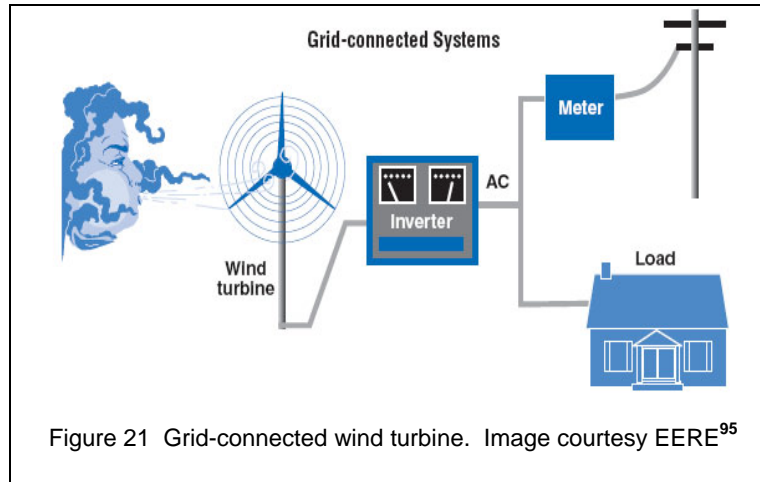 Grid-connected Systems
Meter
AC
Inverter
Wind
turbine
Load
Figure 21 Grid-connected wind turbine. Image courtesy EERE95